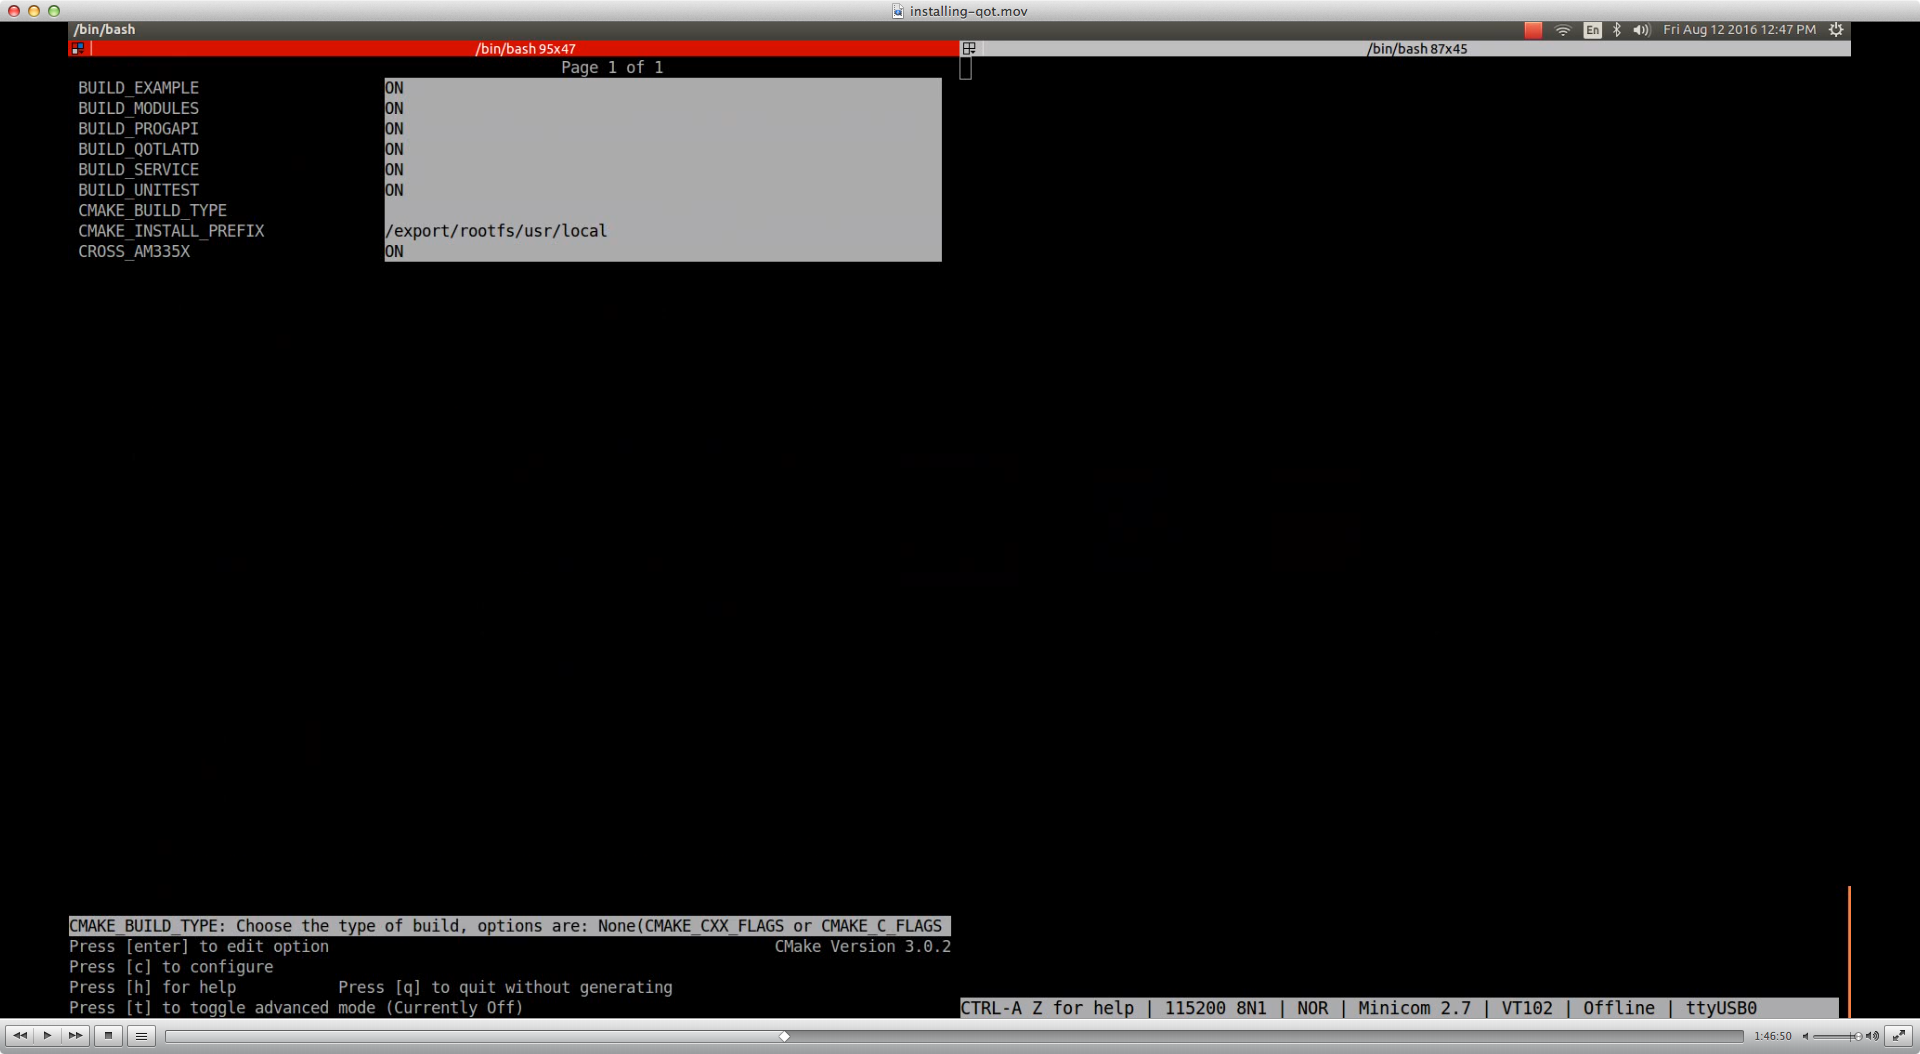 installing-qot.mov
/bin/bash
En
Fri Aug 12 2016 12:47 PM
/bin/bash 95x47
/bin/bash 87x45
Page 1 of 1
BUILD_EXAMPLE ON
BUILD_MODULES ON
BUILD_PROGAPI ON
BUILD_QOTLATD ON
BUILD_SERVICE ON
BUILD_UNITEST ON
CMAKE_BUILD_TYPE
CMAKE_INSTALL_PREFIX /export/rootfs/usr/local
CROSS_AM335X ON
CMAKE_BUILD_TYPE: Choose the type of build, options are: None(CMAKE_CXX_FLAGS or CMAKE_C_FLAGS
Press [enter] to edit option CMake Version 3.0.2
Press [c] to configure
Press [h] for help Press [q] to quit without generating
Press [t] to toggle advanced mode (Currently Off)
CTRL-A Z for help | 115200 8N1 | NOR | Minicom 2.7 | VT102 | Offline | ttyUSB0
1:46:50